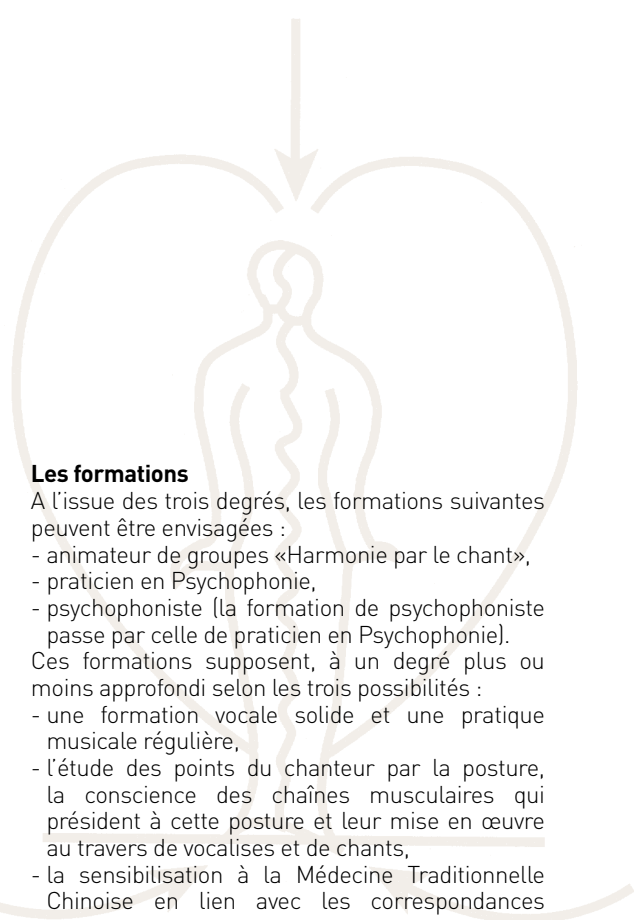 Les formations
A l’issue des trois degrés, les formations suivantes
peuvent être envisagées :
- animateur de groupes «Harmonie par le chant»,
- praticien en Psychophonie,
- psychophoniste (la formation de psychophoniste
passe par celle de praticien en Psychophonie).
Ces formations supposent, à un degré plus ou
moins approfondi selon les trois possibilités :
- une formation vocale solide et une pratique
musicale régulière,
- l’étude des points du chanteur par la posture,
la conscience des chaînes musculaires qui
président à cette posture et leur mise en œuvre
au travers de vocalises et de chants,
- la sensibilisation à la Médecine Traditionnelle
Chinoise en lien avec les correspondances